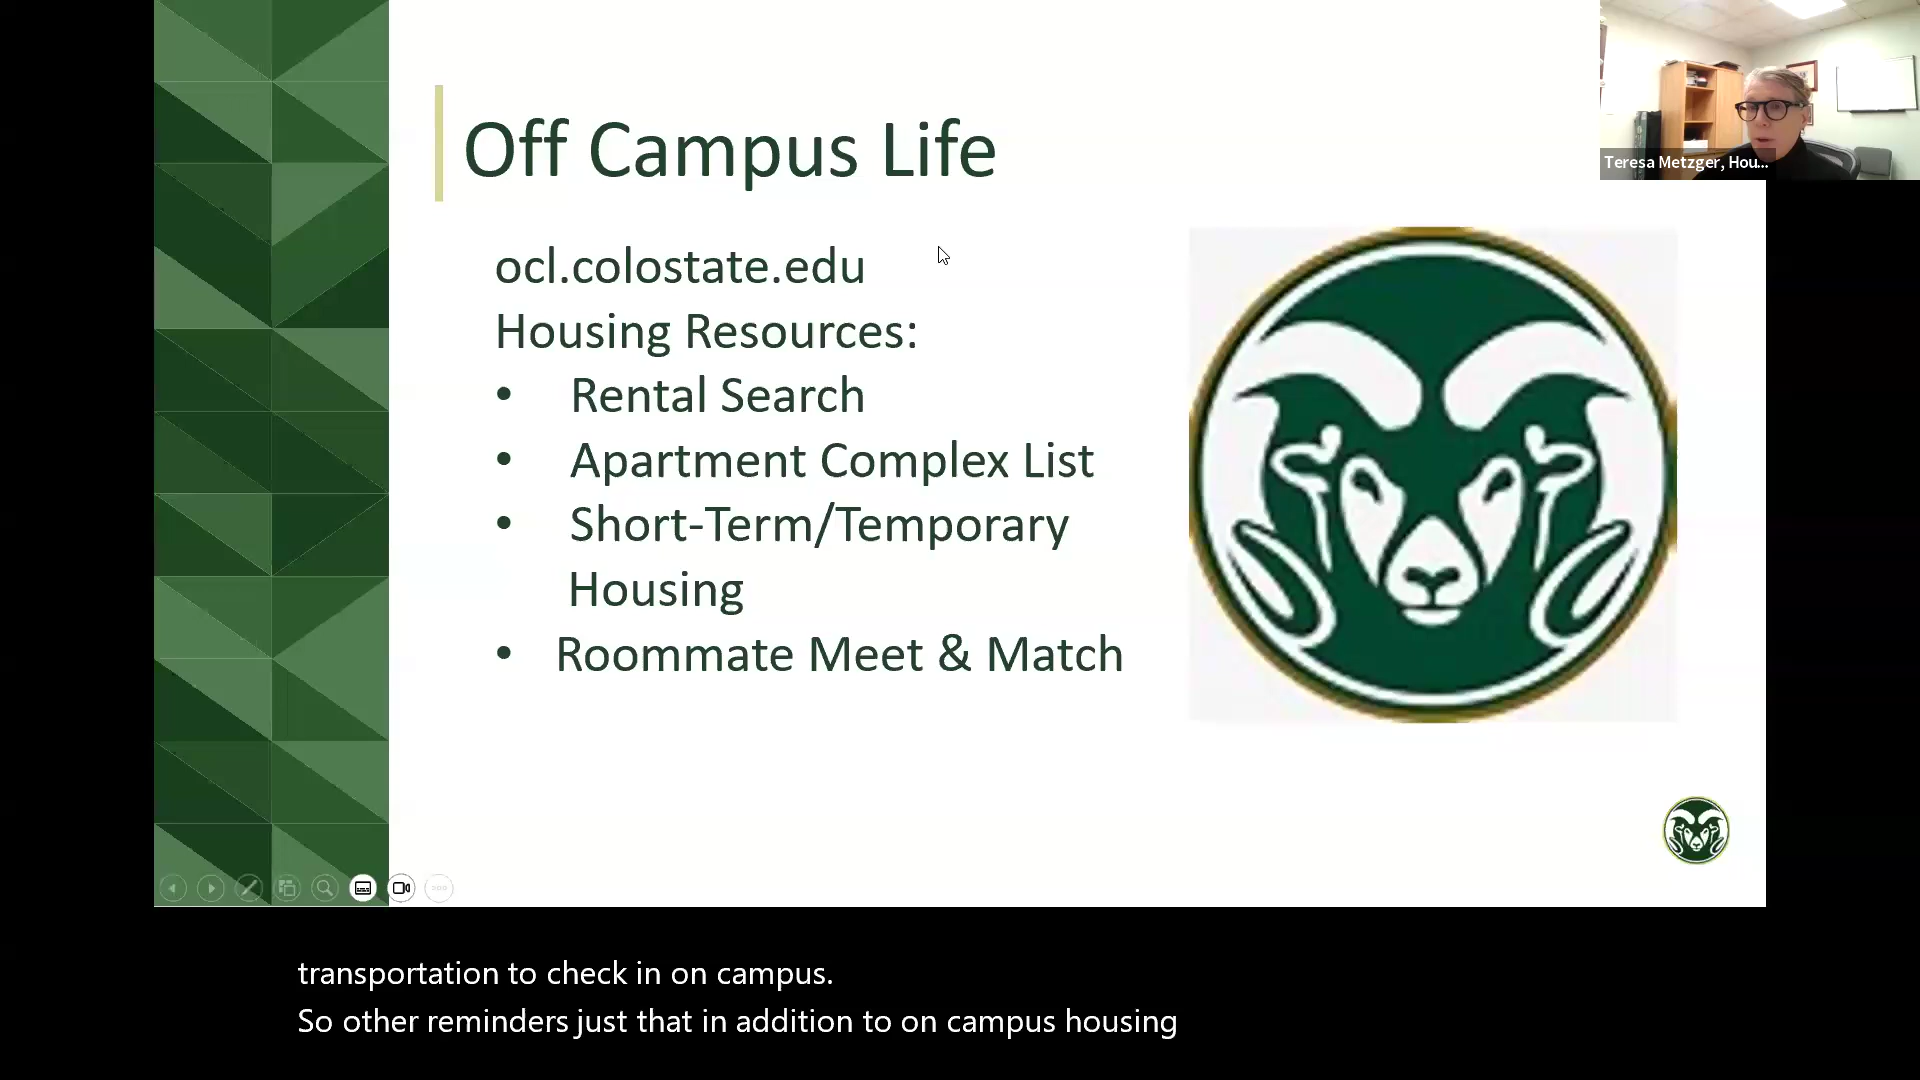 Off Campus Life
ocl.colostate.edu
Housing Resources:
• Rental Search
• Apartment Complex List
• Short-Term/Temporary
Housing
• Roommate Meet & Match
Teresa Metzger, Hou...
transportation to check in on campus.
So other reminders just that in addition to on campus housing